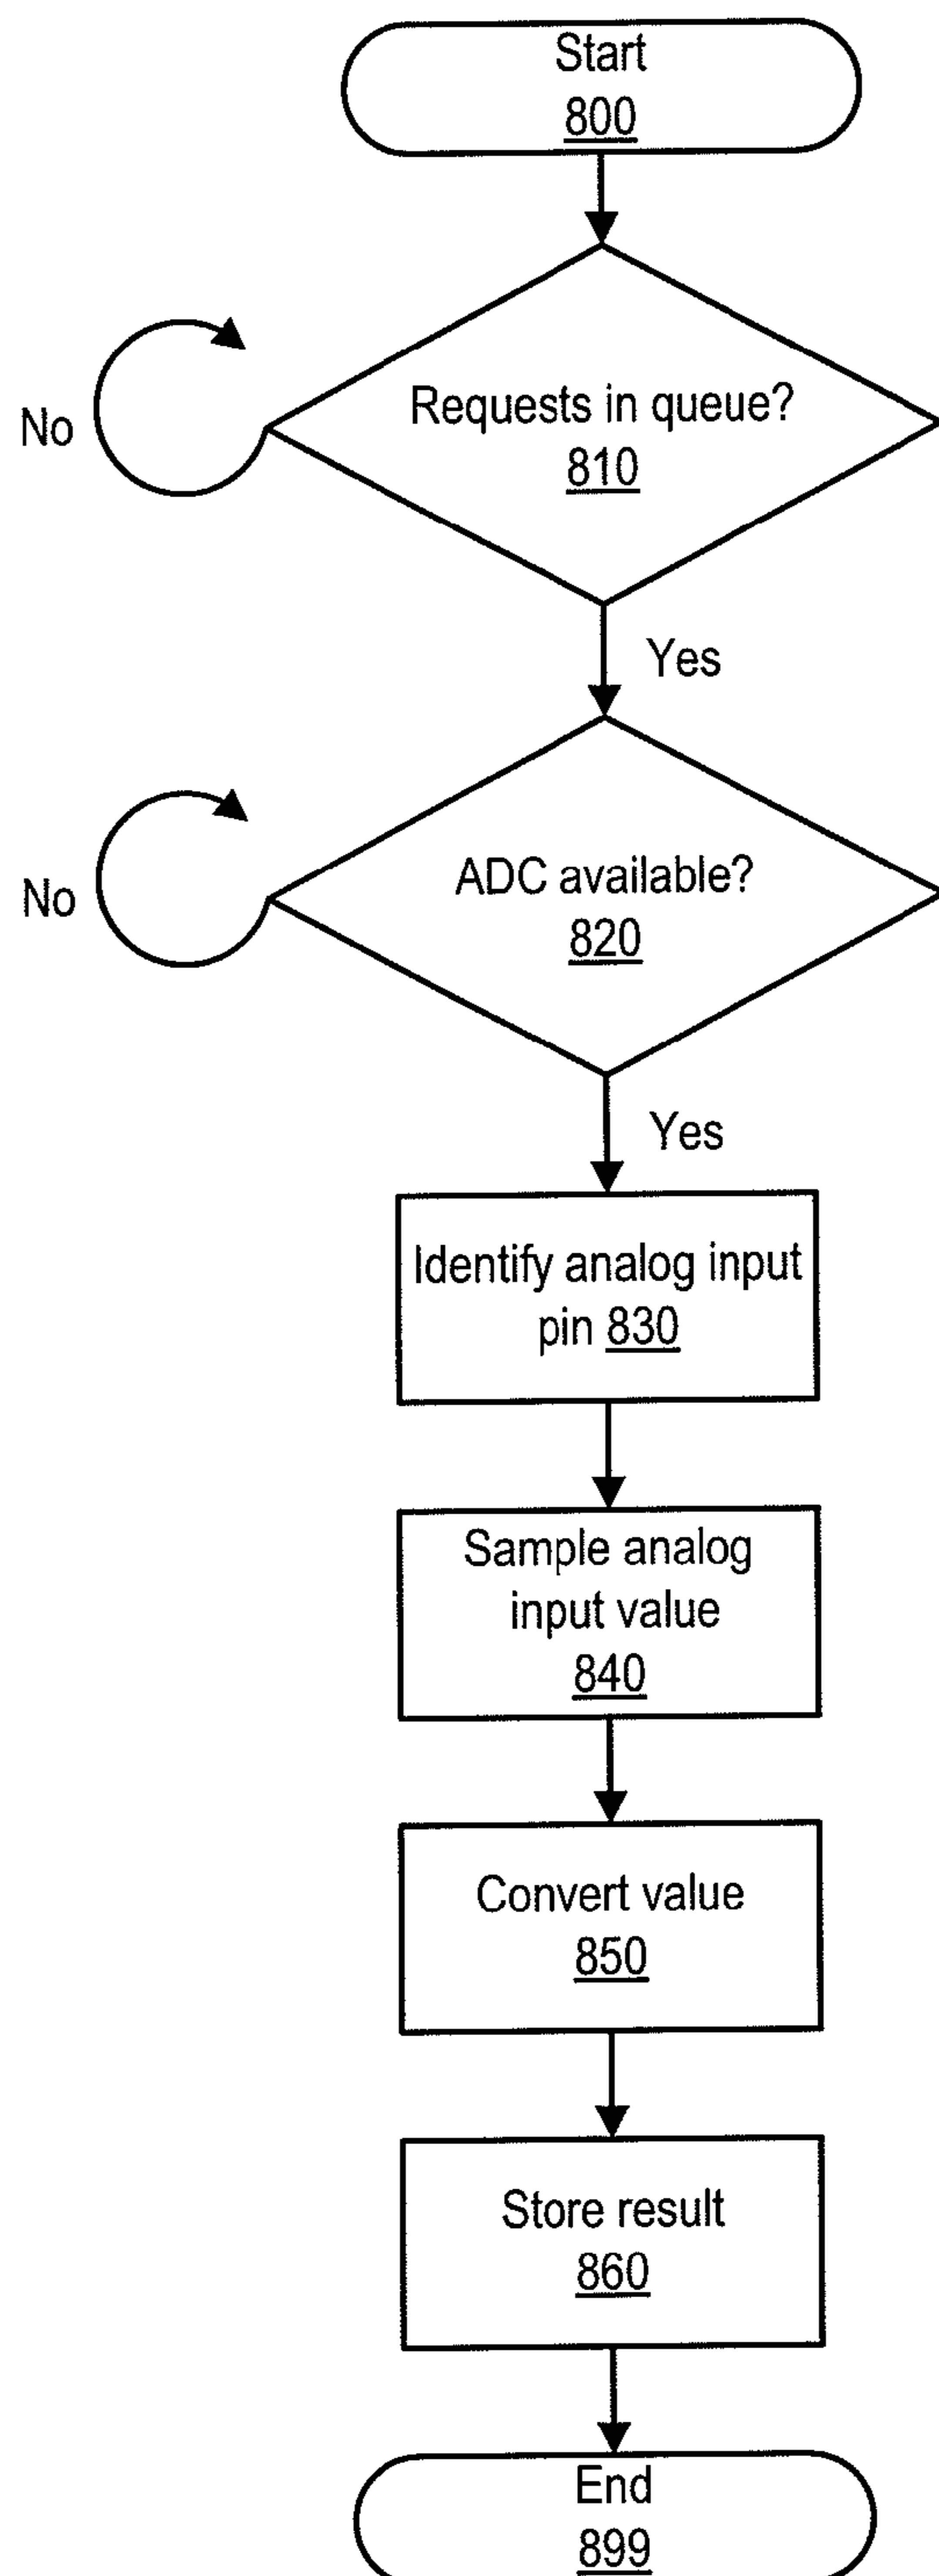 Start
800
Requests in queue?
810
No
Yes
ADC available?
820
No
Yes
Identify analog input
pin 830
Sample analog
input value
840
Convert value
850
Store result
860
End
899